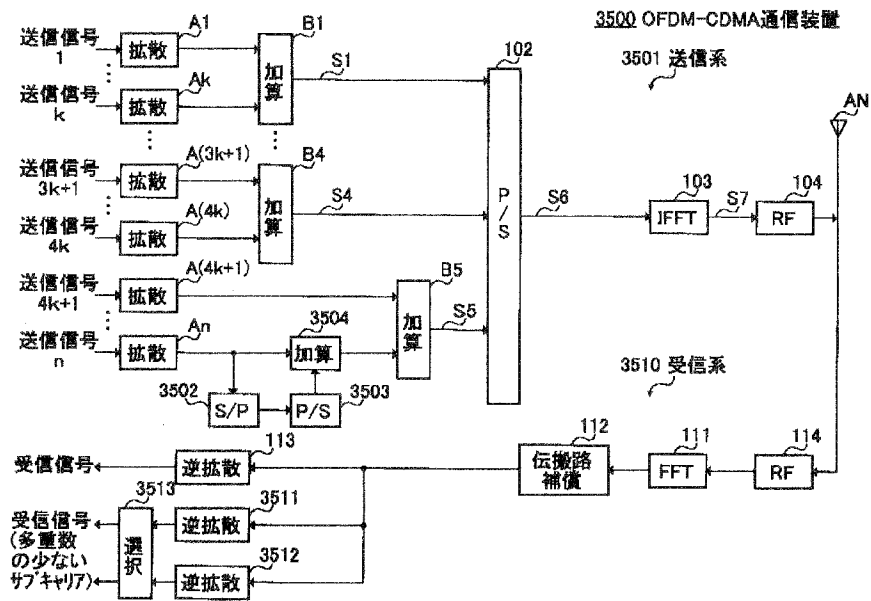 3500 OFDM-CDMA通信装置
3501 送信系
送信信号
1
拡散
A1
B1
加算
S1
102
P/S
AN
送信信号
k
拡散
Ak
送信信号
3k+1
拡散
A(3k+1)
B4
加算
S4
S6
103
IFFT
S7
104
RF
送信信号
4k
拡散
A(4k)
送信信号
4k+1
拡散
A(4k+1)
B5
加算
S5
送信信号
n
拡散
An
3504
加算
3502
S/P
P/S
3503
3510 受信系
受信信号
113
逆拡散
112
伝搬路
補償
111
FFT
114
RF
3513
選択
受信信号
(多重数
の少ない
サブキャリア)
3511
逆拡散
3512
逆拡散